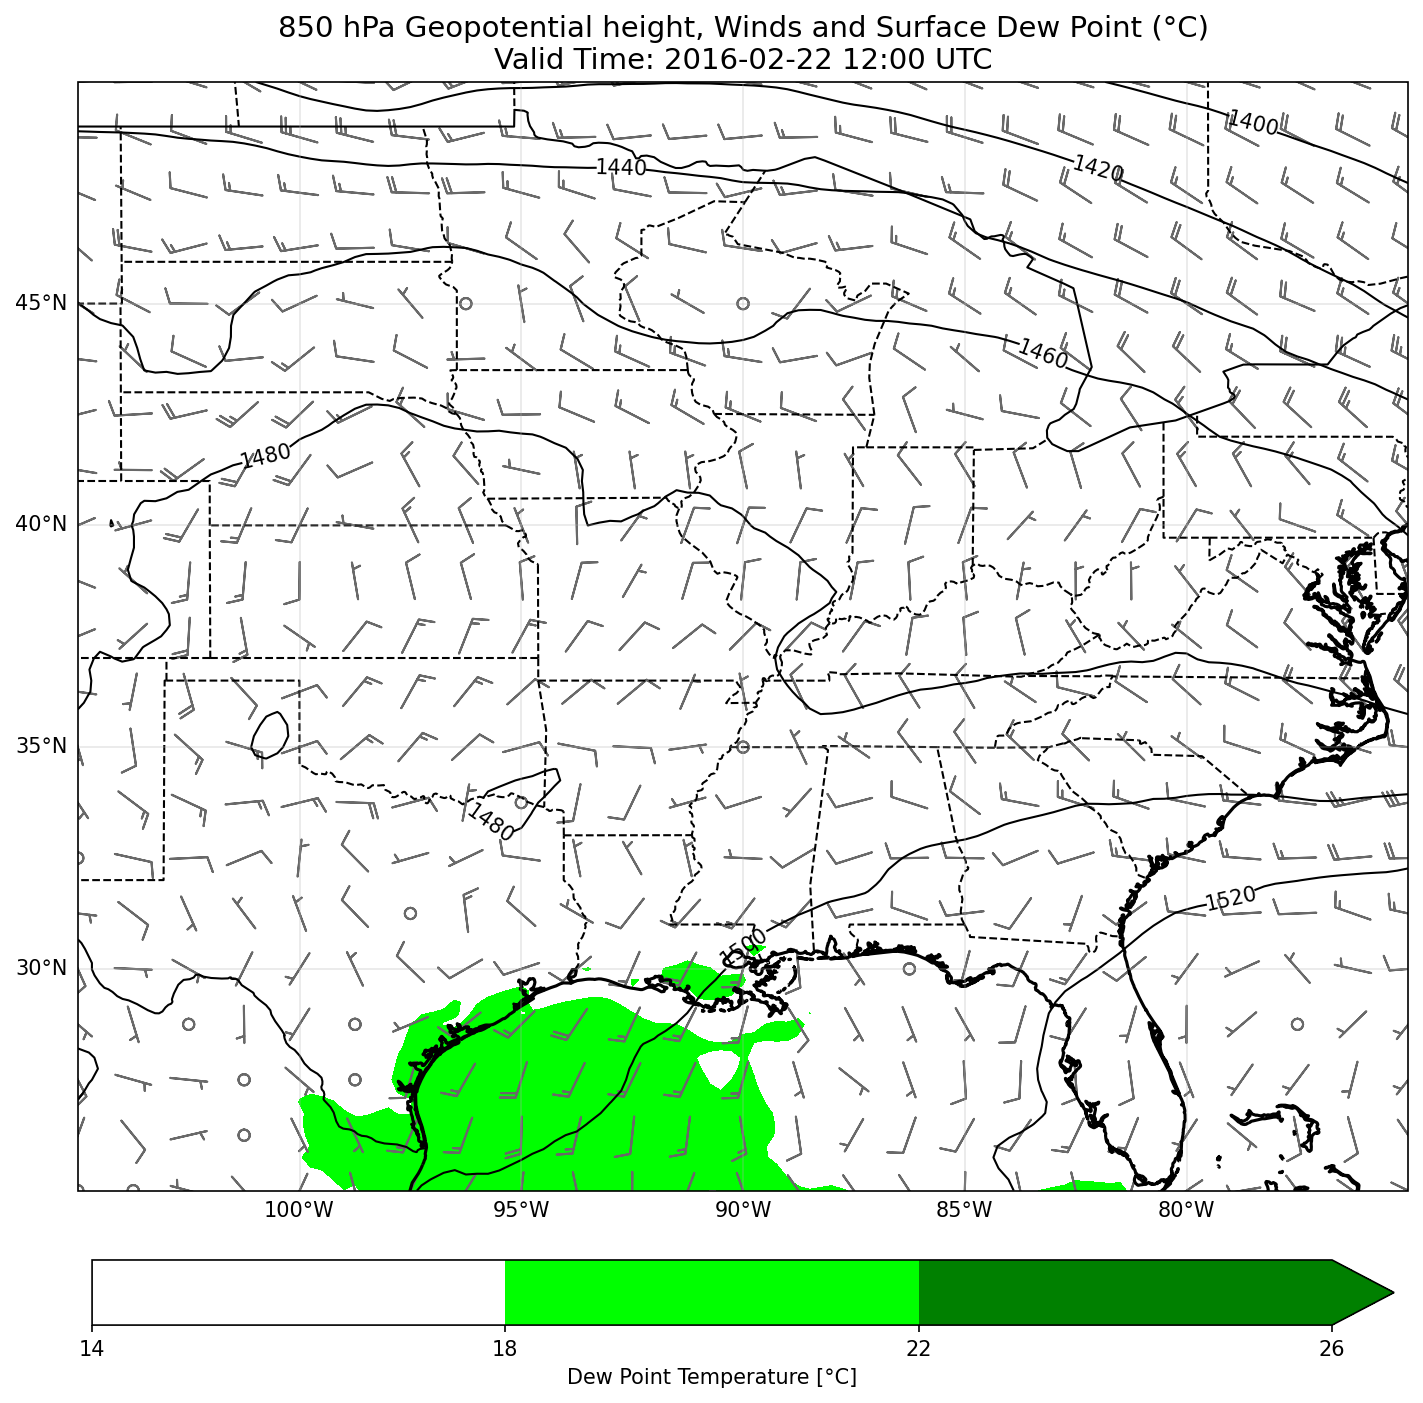 850 hPa Geopotential height, Winds and Surface Dew Point (°C)
Valid Time: 2016-02-22 12:00 UTC
1400
1420
1440
1460
1480
1480
1500
1520
45°N
40°N
35°N
30°N
100°W 95°W 90°W 85°W 80°W
14 18 22 26
Dew Point Temperature [°C]